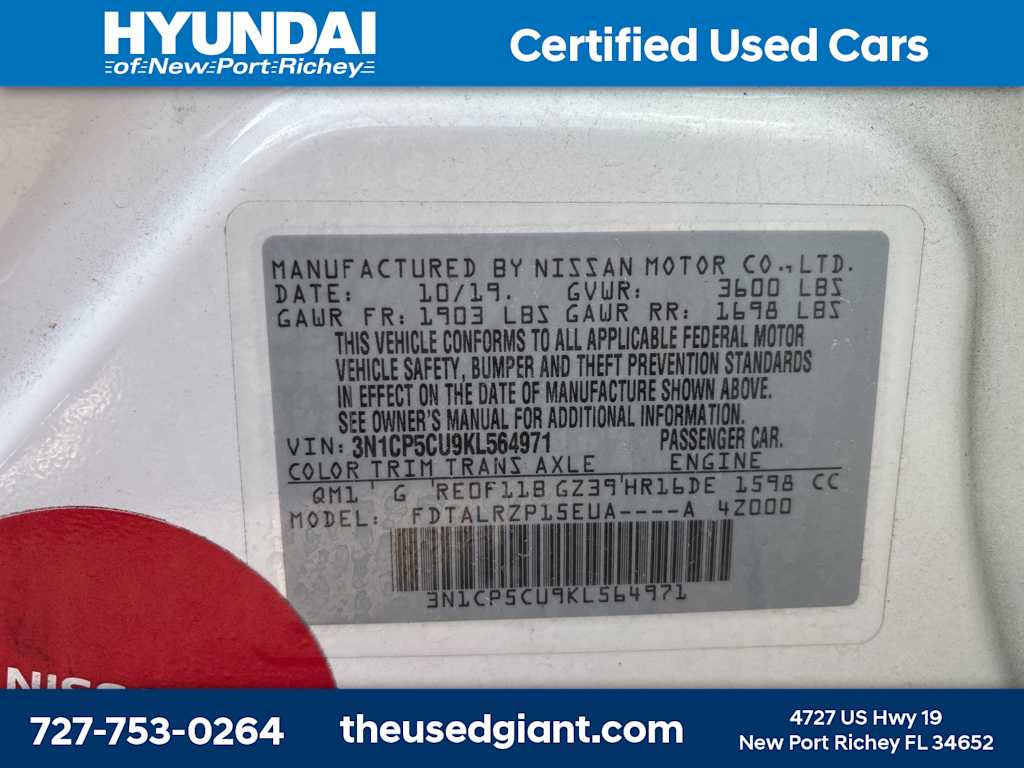 HYUNDAI
of New Port Richey
Certified Used Cars
MANUFACTURED BY NISSAN MOTOR CO.,LTD.
DATE: 10/19. GVWR: 3600 LBS
GAWR FR: 1903 LBS GAWR RR: 1698 LBS
THIS VEHICLE CONFORMS TO ALL APPLICABLE FEDERAL MOTOR
VEHICLE SAFETY, BUMPER AND THEFT PREVENTION STANDARDS
IN EFFECT ON THE DATE OF MANUFACTURE SHOWN ABOVE.
SEE OWNER'S MANUAL FOR ADDITIONAL INFORMATION.
VIN: 3N1CP5CU9KL564971 PASSENGER CAR.
COLOR TRIM TRANS AXLE ENGINE
QM1 G RE0F11B GZ39 HR16DE 1598 CC
MODEL: FDTALRZP15EUA----A 4Z000
3N1CP5CU9KL564971
727-753-0264
theusedgiant.com
4727 US Hwy 19
New Port Richey FL 34652